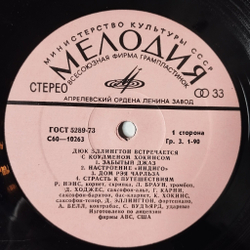 МИНИСТЕРСТВО КУЛЬТУРЫ СССР
МЕЛОДИЯ
ВСЕСОЮЗНАЯ ФИРМА ГРАМПЛАСТИНОК
СТЕРЕО
33
АПРЕЛЕВСКИЙ ОРДЕНА ЛЕНИНА ЗАВОД
ГОСТ 5289-73
С60—10263
1 сторона
Гр. 3. 1-90
ДЮК ЭЛЛИНГТОН ВСТРЕЧАЕТСЯ
С КОУЛМЕНОМ ХОКИНСОМ
1. ЗАБЫТЫЙ ДЖАЗ
2. НАСТРОЕНИЕ «ИНДИГО»
3. ДОМ РЭЯ ЧАРЛЬЗА
4. СТРАСТЬ К ПУТЕШЕСТВИЯМ
Р. НЭНС, корнет, скрипка, Л. БРАУН, тромбон,
Д. ХОДЖЕС, саксофон-альт, Г. КАРНИ,
саксофон-баритон, бас-кларнет, К. ХОКИНС,
саксофон-тенор, Д. ЭЛЛИНГТОН, фортепиано,
А. БЕЛЛ, контрабас, С. ВУДЬЯРД, ударные
Изготовлено по лицензии
фирмы ABC, США